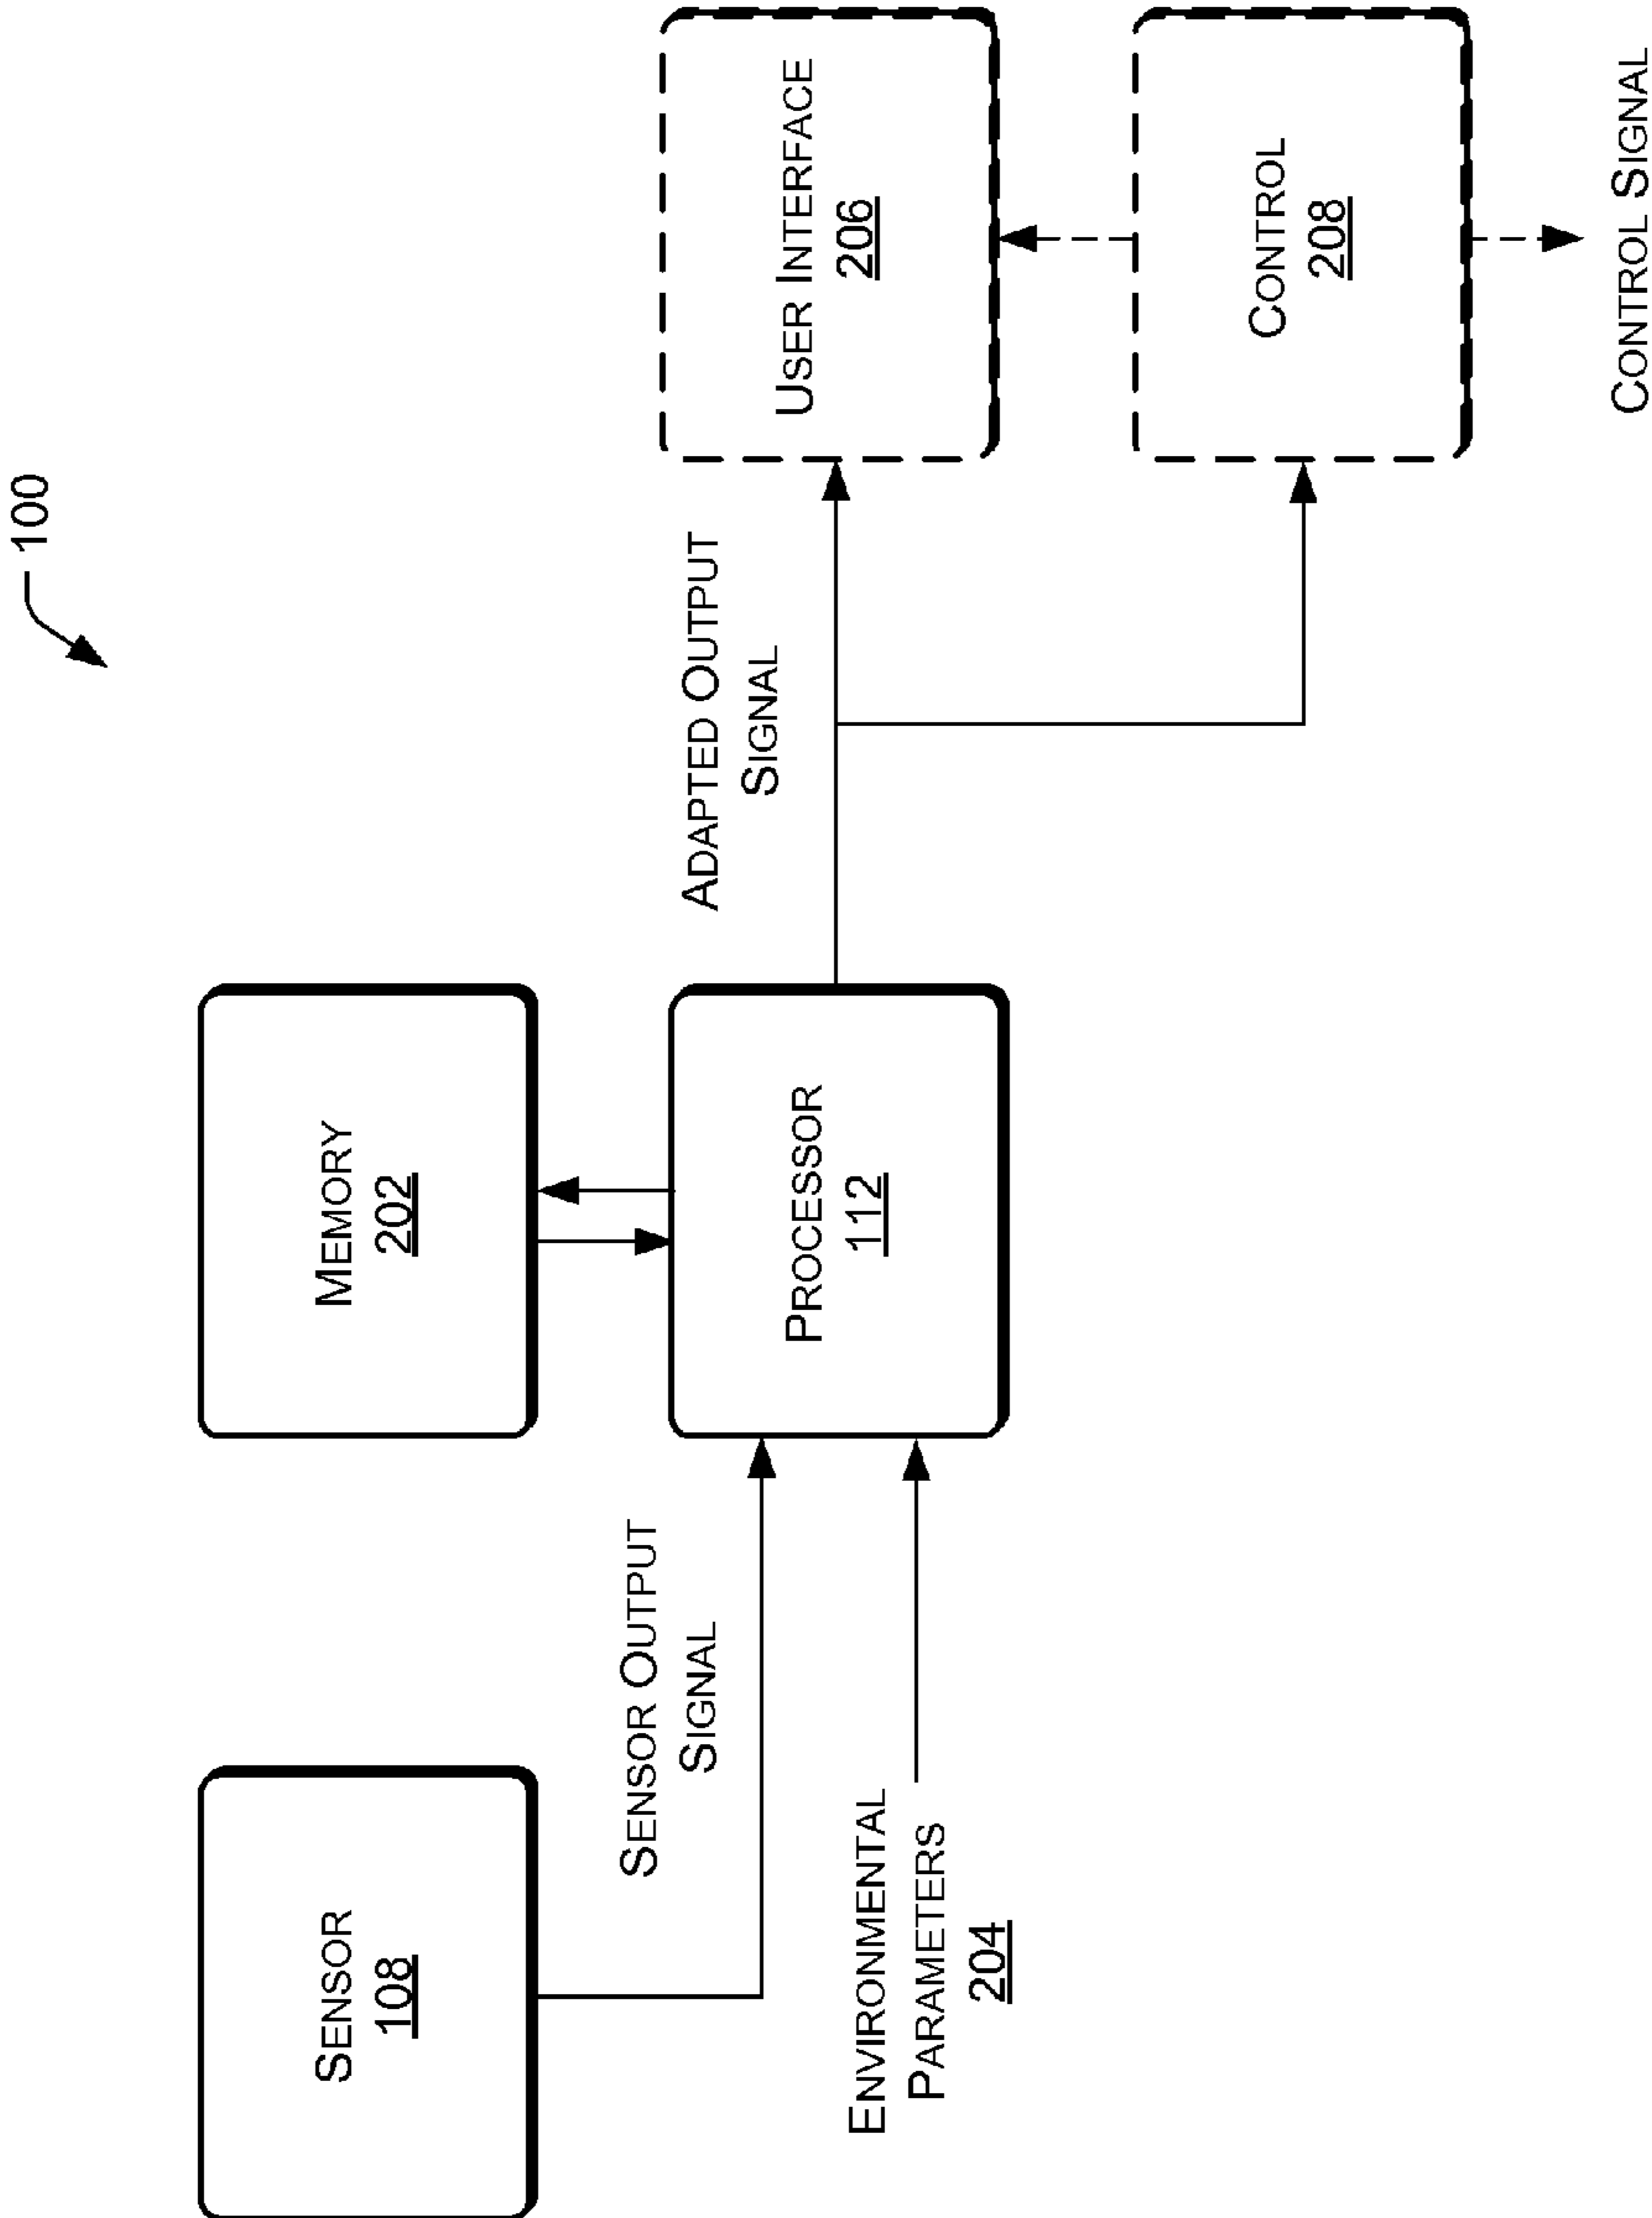 100
SENSOR
108
MEMORY
202
SENSOR OUTPUT
SIGNAL
PROCESSOR
112
ENVIRONMENTAL
PARAMETERS
204
ADAPTED OUTPUT
SIGNAL
USER INTERFACE
206
CONTROL
208
CONTROL SIGNAL